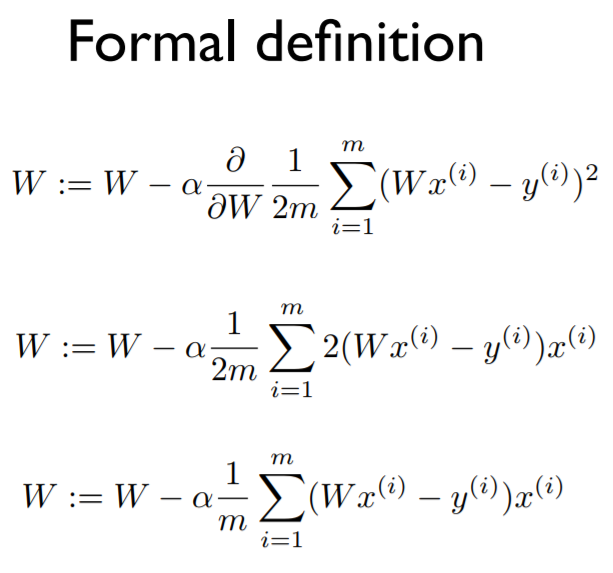 Formal definition
W := W − α ∂/∂W 1/2m ∑_{i=1}^{m} (Wx^{(i)} − y^{(i)})^2
W := W − α 1/2m ∑_{i=1}^{m} 2(Wx^{(i)} − y^{(i)})x^{(i)}
W := W − α 1/m ∑_{i=1}^{m} (Wx^{(i)} − y^{(i)})x^{(i)}